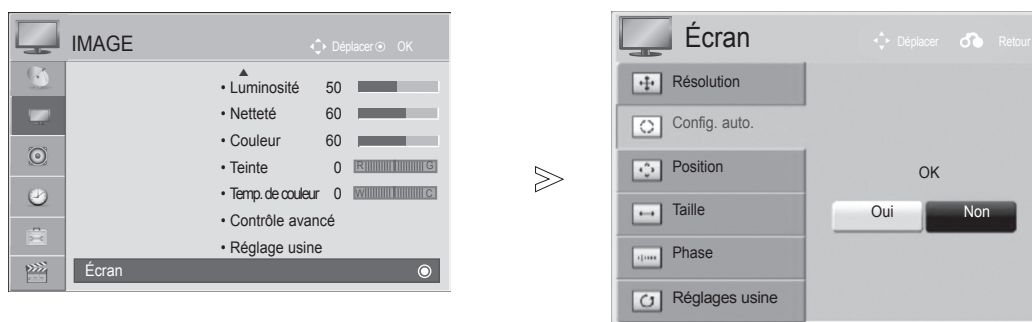 IMAGE
Déplacer OK
• Luminosité 50
• Netteté 60
• Couleur 60
• Teinte 0 R G
• Temp. de couleur 0 W C
• Contrôle avancé
• Réglage usine
Écran
Écran
Déplacer Retour
Résolution
Config. auto.
Position
Taille
Phase
Réglages usine
OK
Oui Non